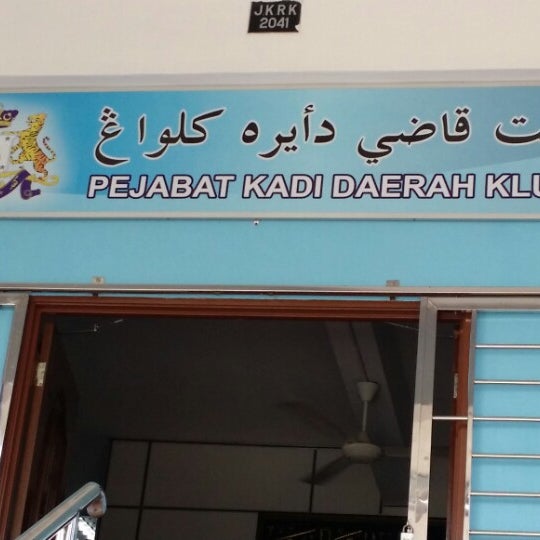 JKRK
2041
ت قاضي دأيره كلواڠ
PEJABAT KADI DAERAH KLU